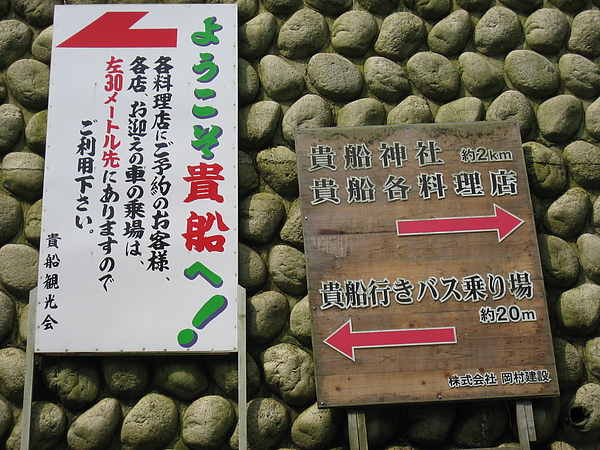 ようこそ貴船へ!
各料理店にご予約のお客様、
各店、お迎えの車の乗場は、
左30メートル先にありますので
ご利用下さい。
貴船観光会
貴船神社 約2km
貴船各料理店
貴船行きバス乗り場
約20m
株式会社 岡村建設